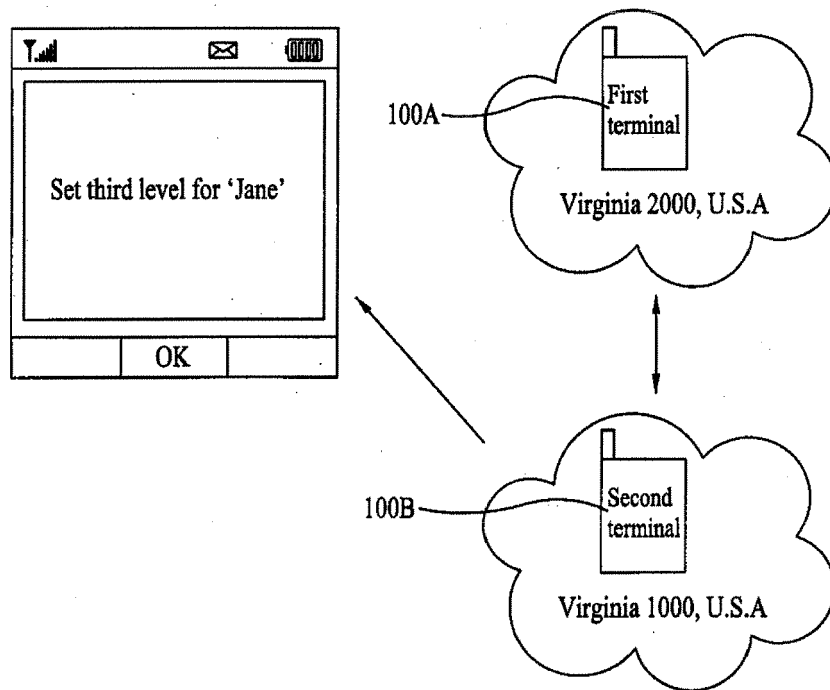 Set third level for ‘Jane’
OK
100A
First
terminal
Virginia 2000, U.S.A
100B
Second
terminal
Virginia 1000, U.S.A